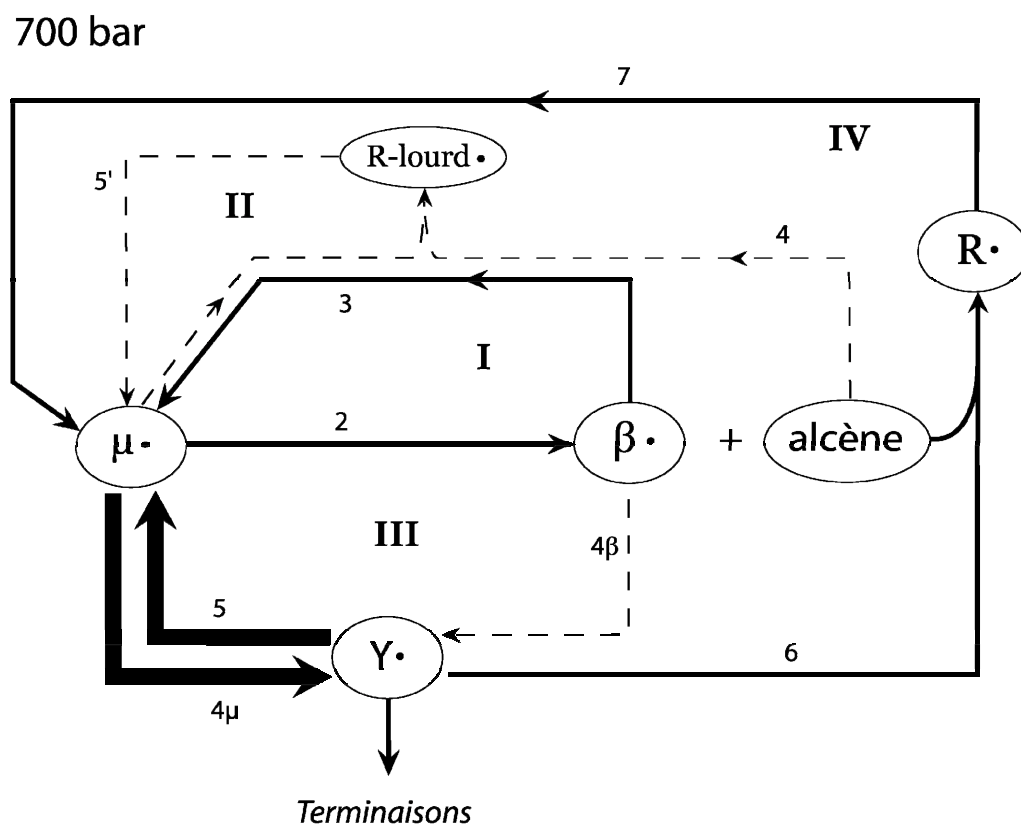 700 bar
7
IV
R-lourd •
5'
II
4
R•
3
I
2
μ•
β•
+
alcène
III
4β
5
Y•
6
4μ
Terminaisons